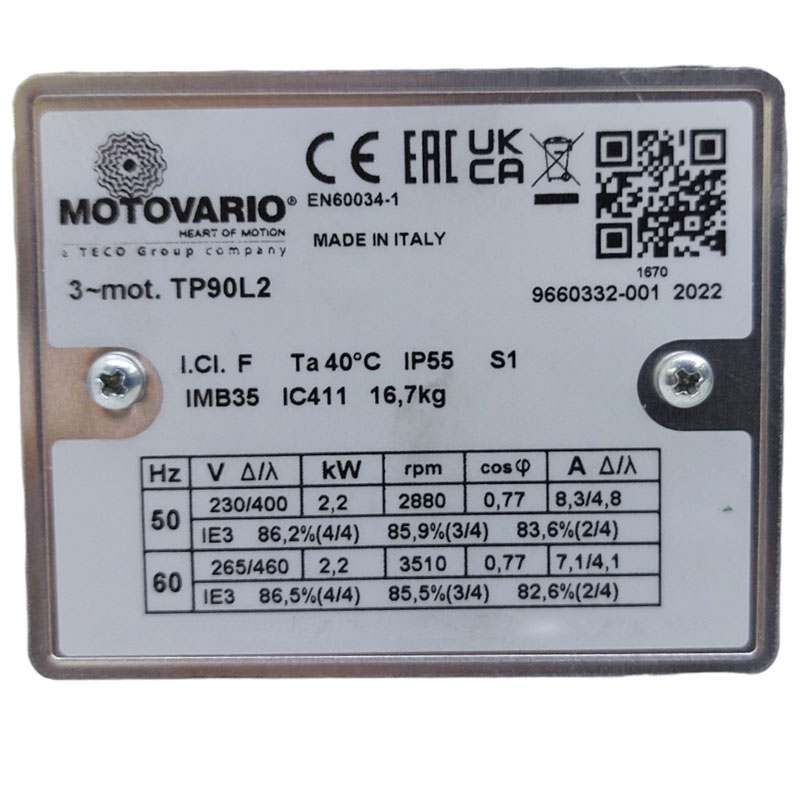 MOTOVARIO®
HEART OF MOTION
a TECO Group company
CE EAC UK CA
EN60034-1
MADE IN ITALY
1670
3~mot. TP90L2
9660332-001 2022
I.Cl. F Ta 40°C IP55 S1
IMB35 IC411 16,7kg
Hz V Δ/λ kW rpm cosφ A Δ/λ
50 230/400 2,2 2880 0,77 8,3/4,8
IE3 86,2%(4/4) 85,9%(3/4) 83,6%(2/4)
60 265/460 2,2 3510 0,77 7,1/4,1
IE3 86,5%(4/4) 85,5%(3/4) 82,6%(2/4)